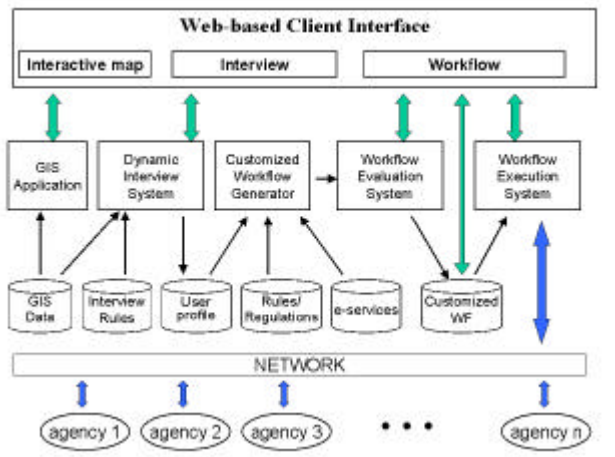 Web-based Client Interface
Interactive map
Interview
Workflow
GIS
Application
Dynamic
Interview
System
Customized
Workflow
Generator
Workflow
Evaluation
System
Workflow
Execution
System
GIS
Data
Interview
Rules
User
profile
Rules/
Regulations
e-services
Customized
WF
NETWORK
agency 1
agency 2
agency 3
• • •
agency n